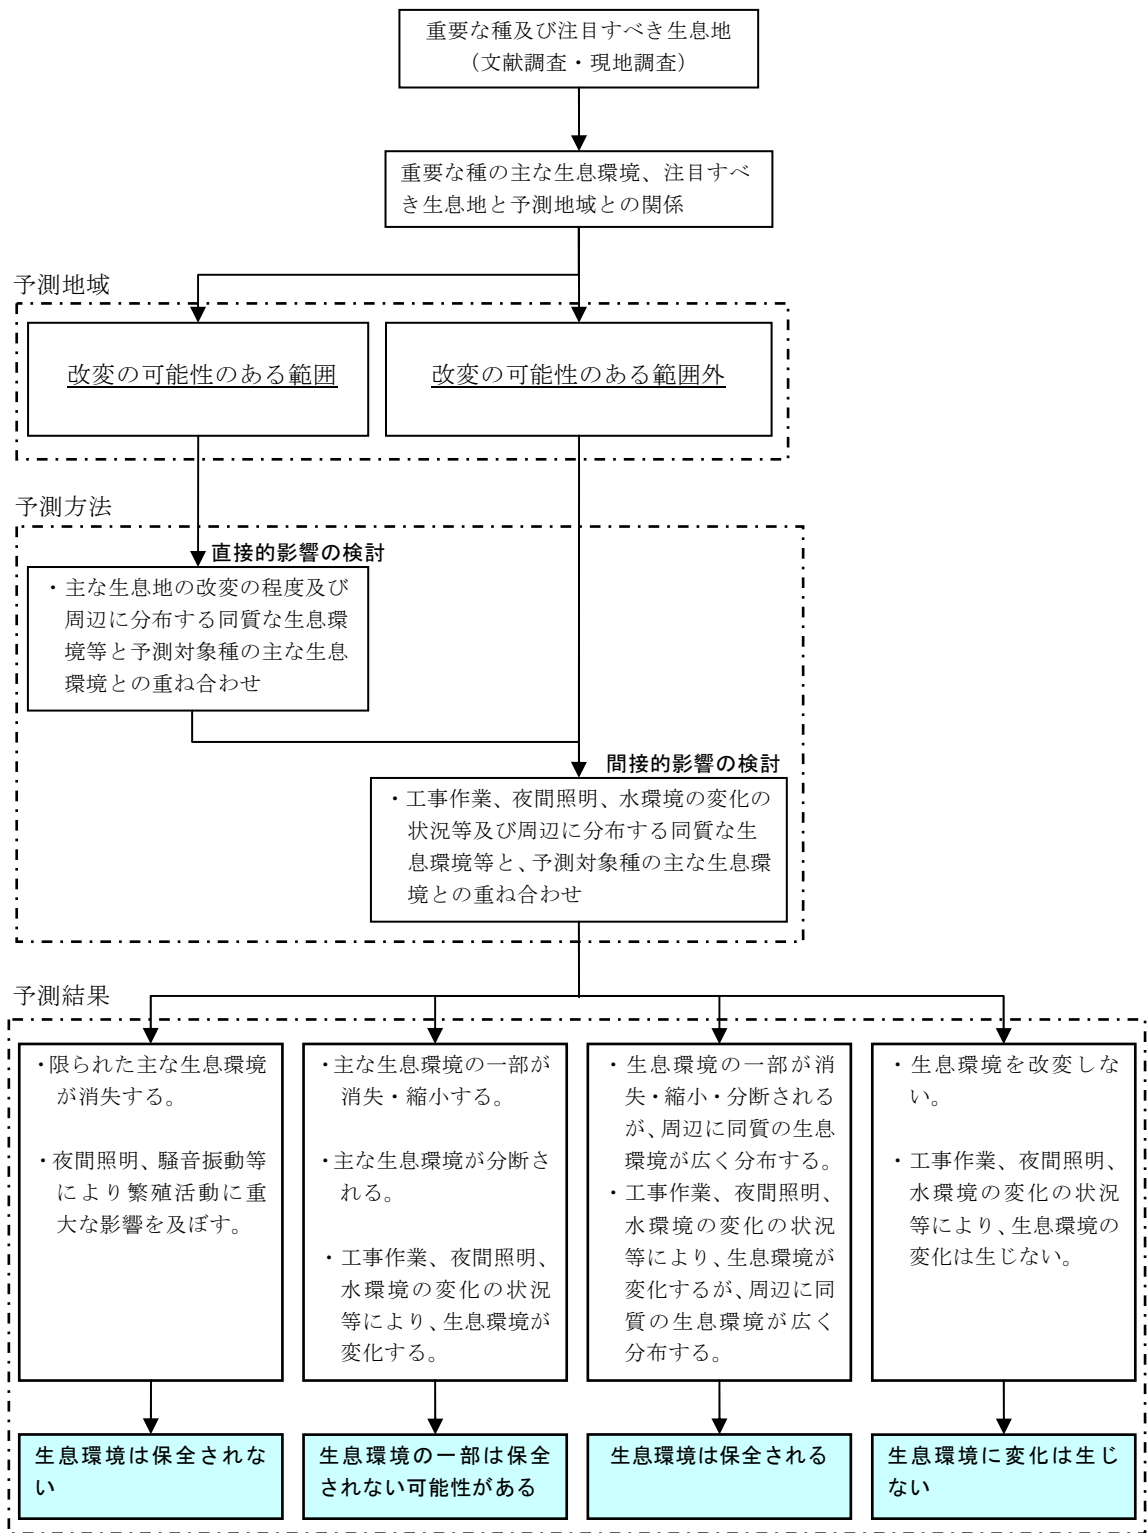 重要な種及び注目すべき生息地
（文献調査・現地調査）
重要な種の主な生息環境、注目すべ
き生息地と予測地域との関係
予測地域
改変の可能性のある範囲
改変の可能性のある範囲外
予測方法
直接的影響の検討
・主な生息地の改変の程度及び
周辺に分布する同質な生息環
境等と予測対象種の主な生息
環境との重ね合わせ
間接的影響の検討
・工事作業、夜間照明、水環境の変化の
状況等及び周辺に分布する同質な生
息環境等と、予測対象種の主な生息環
境との重ね合わせ
予測結果
・限られた主な生息環境
が消失する。
・夜間照明、騒音振動等
により繁殖活動に重
大な影響を及ぼす。
・主な生息環境の一部が
消失・縮小する。
・主な生息環境が分断さ
れる。
・工事作業、夜間照明、
水環境の変化の状況
等により、生息環境が
変化する。
・生息環境の一部が消
失・縮小・分断される
が、周辺に同質の生息
環境が広く分布する。
・工事作業、夜間照明、
水環境の変化の状況
等により、生息環境が
変化するが、周辺に同
質の生息環境が広く
分布する。
・生息環境を改変しな
い。
・工事作業、夜間照明、
水環境の変化の状況
等により、生息環境の
変化は生じない。
生息環境は保全されな
い
生息環境の一部は保全
されない可能性がある
生息環境は保全される
生息環境に変化は生じ
ない